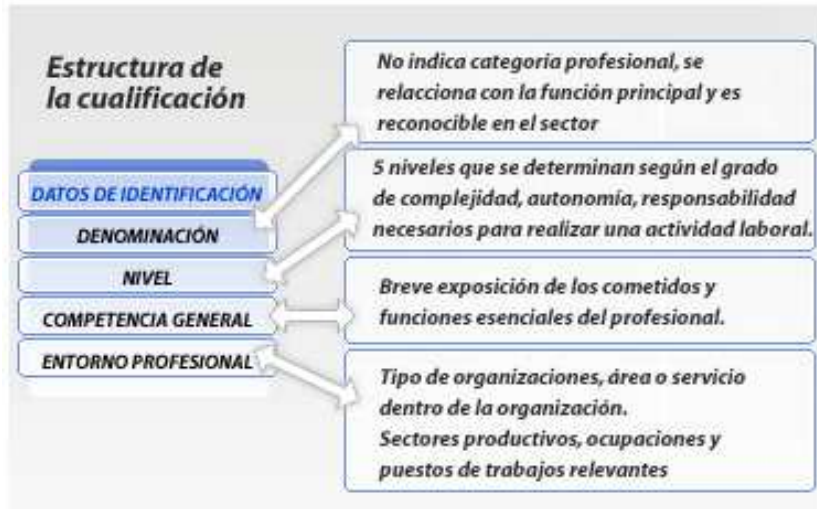 Estructura de
la cualificación
DATOS DE IDENTIFICACIÓN
DENOMINACIÓN
NIVEL
COMPETENCIA GENERAL
ENTORNO PROFESIONAL
No indica categoría profesional, se
relacciona con la función principal y es
reconocible en el sector
5 niveles que se determinan según el grado
de complejidad, autonomía, responsabilidad
necesarios para realizar una actividad laboral.
Breve exposición de los cometidos y
funciones esenciales del profesional.
Tipo de organizaciones, área o servicio
dentro de la organización.
Sectores productivos, ocupaciones y
puestos de trabajos relevantes